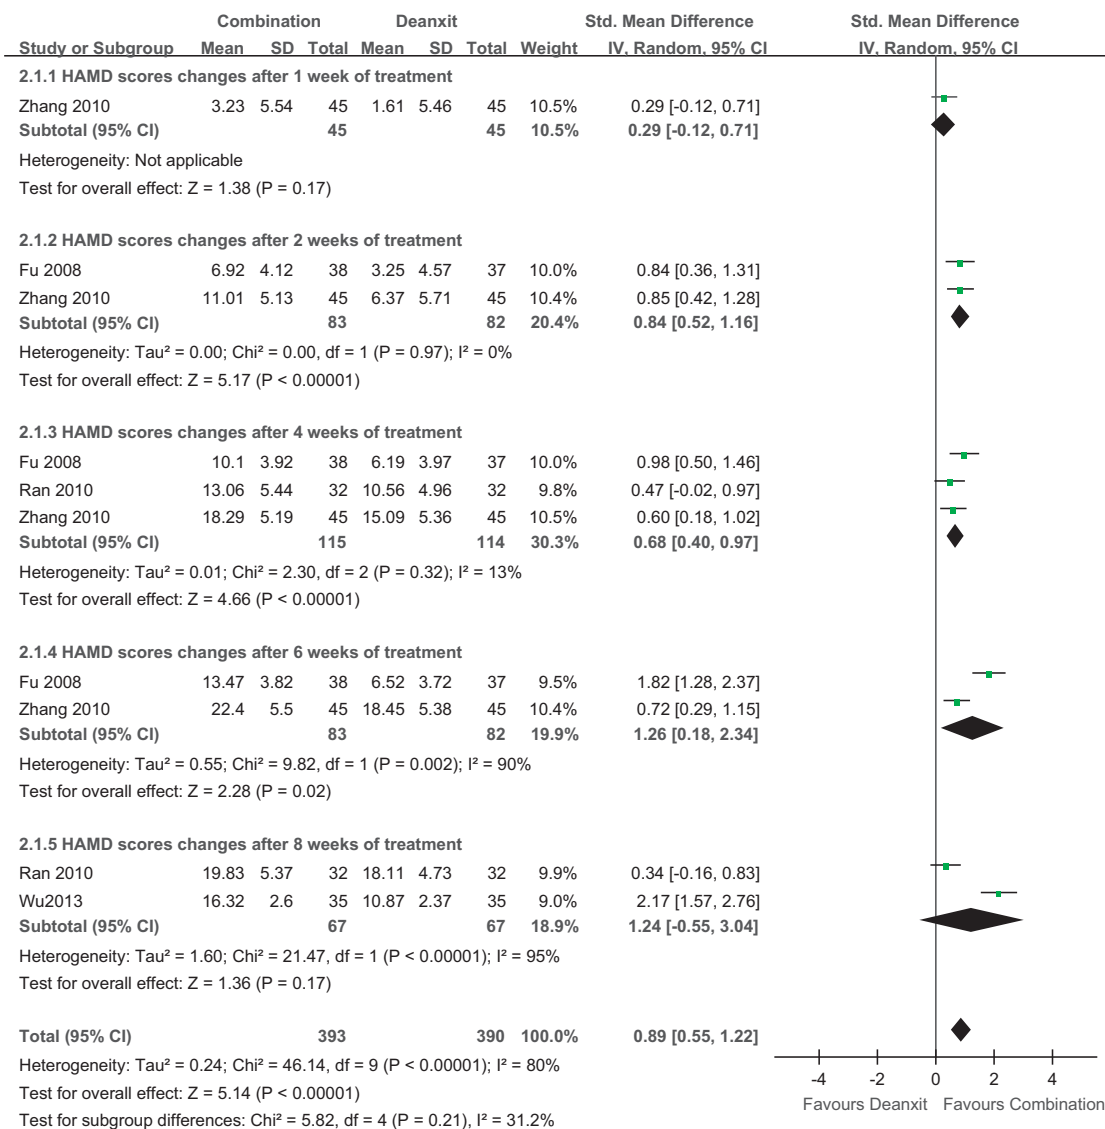 Combination Deanxit Std. Mean Difference Std. Mean Difference
Study or Subgroup Mean SD Total Mean SD Total Weight IV, Random, 95% CI IV, Random, 95% CI
2.1.1 HAMD scores changes after 1 week of treatment
Zhang 2010 3.23 5.54 45 1.61 5.46 45 10.5% 0.29 [-0.12, 0.71]
Subtotal (95% CI) 45 45 10.5% 0.29 [-0.12, 0.71]
Heterogeneity: Not applicable
Test for overall effect: Z = 1.38 (P = 0.17)
2.1.2 HAMD scores changes after 2 weeks of treatment
Fu 2008 6.92 4.12 38 3.25 4.57 37 10.0% 0.84 [0.36, 1.31]
Zhang 2010 11.01 5.13 45 6.37 5.71 45 10.4% 0.85 [0.42, 1.28]
Subtotal (95% CI) 83 82 20.4% 0.84 [0.52, 1.16]
Heterogeneity: Tau² = 0.00; Chi² = 0.00, df = 1 (P = 0.97); I² = 0%
Test for overall effect: Z = 5.17 (P < 0.00001)
2.1.3 HAMD scores changes after 4 weeks of treatment
Fu 2008 10.1 3.92 38 6.19 3.97 37 10.0% 0.98 [0.50, 1.46]
Ran 2010 13.06 5.44 32 10.56 4.96 32 9.8% 0.47 [-0.02, 0.97]
Zhang 2010 18.29 5.19 45 15.09 5.36 45 10.5% 0.60 [0.18, 1.02]
Subtotal (95% CI) 115 114 30.3% 0.68 [0.40, 0.97]
Heterogeneity: Tau² = 0.01; Chi² = 2.30, df = 2 (P = 0.32); I² = 13%
Test for overall effect: Z = 4.66 (P < 0.00001)
2.1.4 HAMD scores changes after 6 weeks of treatment
Fu 2008 13.47 3.82 38 6.52 3.72 37 9.5% 1.82 [1.28, 2.37]
Zhang 2010 22.4 5.5 45 18.45 5.38 45 10.4% 0.72 [0.29, 1.15]
Subtotal (95% CI) 83 82 19.9% 1.26 [0.18, 2.34]
Heterogeneity: Tau² = 0.55; Chi² = 9.82, df = 1 (P = 0.002); I² = 90%
Test for overall effect: Z = 2.28 (P = 0.02)
2.1.5 HAMD scores changes after 8 weeks of treatment
Ran 2010 19.83 5.37 32 18.11 4.73 32 9.9% 0.34 [-0.16, 0.83]
Wu2013 16.32 2.6 35 10.87 2.37 35 9.0% 2.17 [1.57, 2.76]
Subtotal (95% CI) 67 67 18.9% 1.24 [-0.55, 3.04]
Heterogeneity: Tau² = 1.60; Chi² = 21.47, df = 1 (P < 0.00001); I² = 95%
Test for overall effect: Z = 1.36 (P = 0.17)
Total (95% CI) 393 390 100.0% 0.89 [0.55, 1.22]
Heterogeneity: Tau² = 0.24; Chi² = 46.14, df = 9 (P < 0.00001); I² = 80%
Test for overall effect: Z = 5.14 (P < 0.00001)
Test for subgroup differences: Chi² = 5.82, df = 4 (P = 0.21), I² = 31.2%
-4 -2 0 2 4
Favours Deanxit Favours Combination